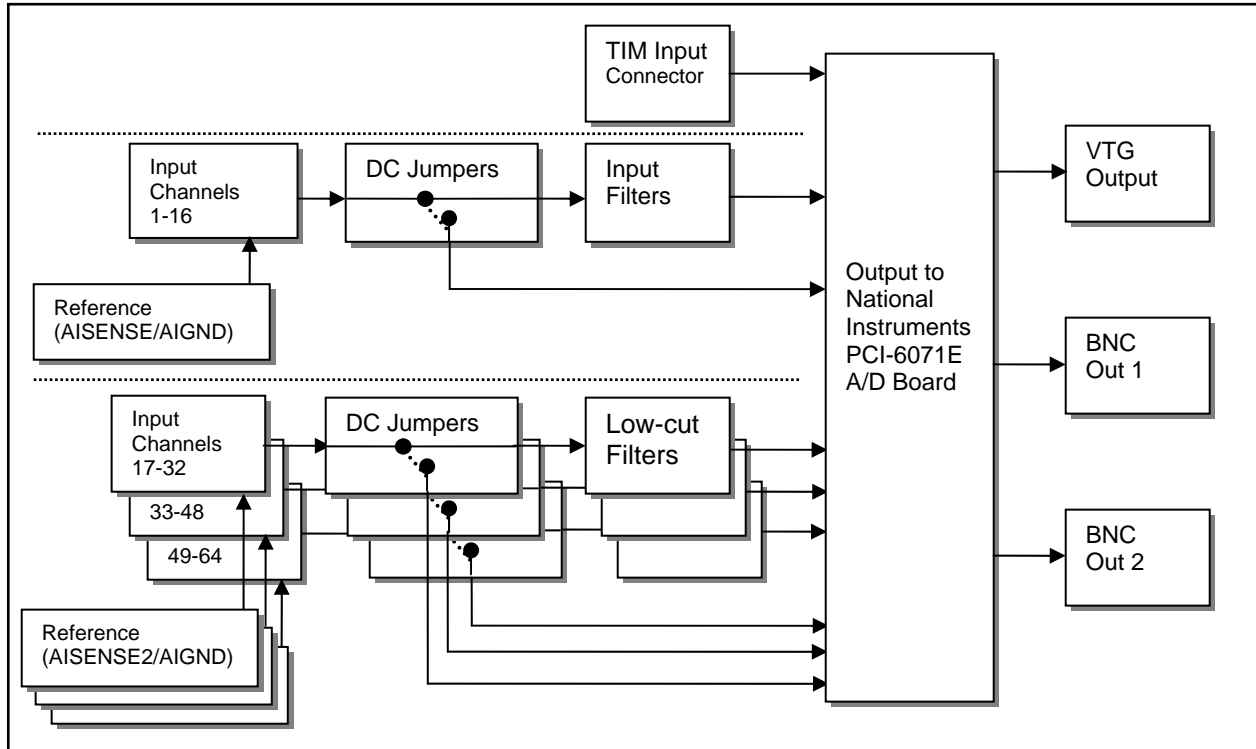 TIM Input
Connector
Input
Channels
1-16
DC Jumpers
Input
Filters
Reference
(AISENSE/AIGND)
Input
Channels
17-32
33-48
49-64
DC Jumpers
Low-cut
Filters
Reference
(AISENSE2/AIGND)
Output to
National
Instruments
PCI-6071E
A/D Board
VTG
Output
BNC
Out 1
BNC
Out 2